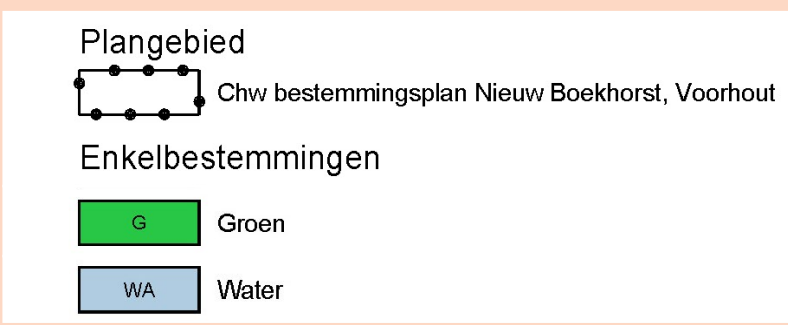 Plangebied
Chw bestemmingsplan Nieuw Boekhorst, Voorhout
Enkelbestemmingen
G Groen
WA Water